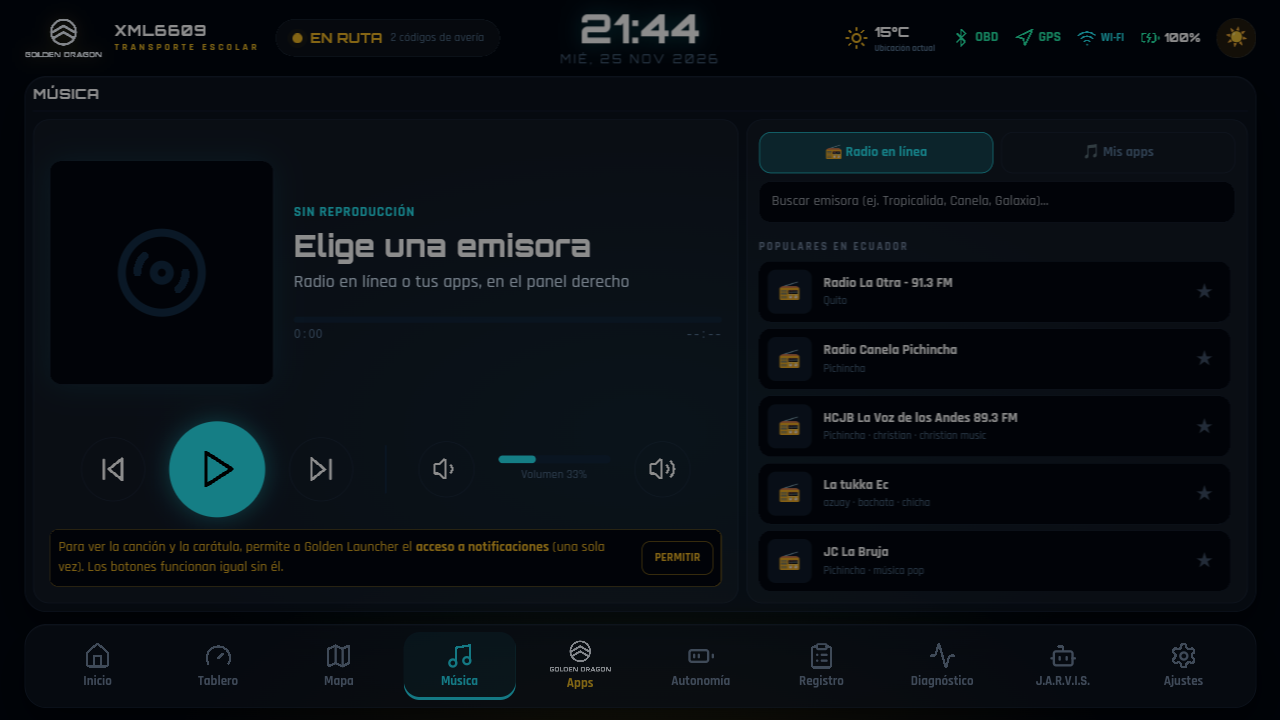 GOLDEN DRAGON
XML6609
TRANSPORTE ESCOLAR
EN RUTA
2 códigos de avería
21:44
MIÉ, 25 NOV 2026
15°C
Ubicación actual
OBD
GPS
WI-FI
100%
MÚSICA
SIN REPRODUCCIÓN
Elige una emisora
Radio en línea o tus apps, en el panel derecho
0:00
--:--
Volumen 33%
Para ver la canción y la carátula, permite a Golden Launcher el acceso a notificaciones (una sola
vez). Los botones funcionan igual sin él.
PERMITIR
Radio en línea
Mis apps
Buscar emisora (ej. Tropicalida, Canela, Galaxia)...
POPULARES EN ECUADOR
Radio La Otra - 91.3 FM
Quito
Radio Canela Pichincha
Pichincha
HCJB La Voz de los Andes 89.3 FM
Pichincha · christian · christian music
La tukka Ec
azuay · bachata · chicha
JC La Bruja
Pichincha · música pop
Inicio
Tablero
Mapa
Música
GOLDEN DRAGON
Apps
Autonomía
Registro
Diagnóstico
J.A.R.V.I.S.
Ajustes